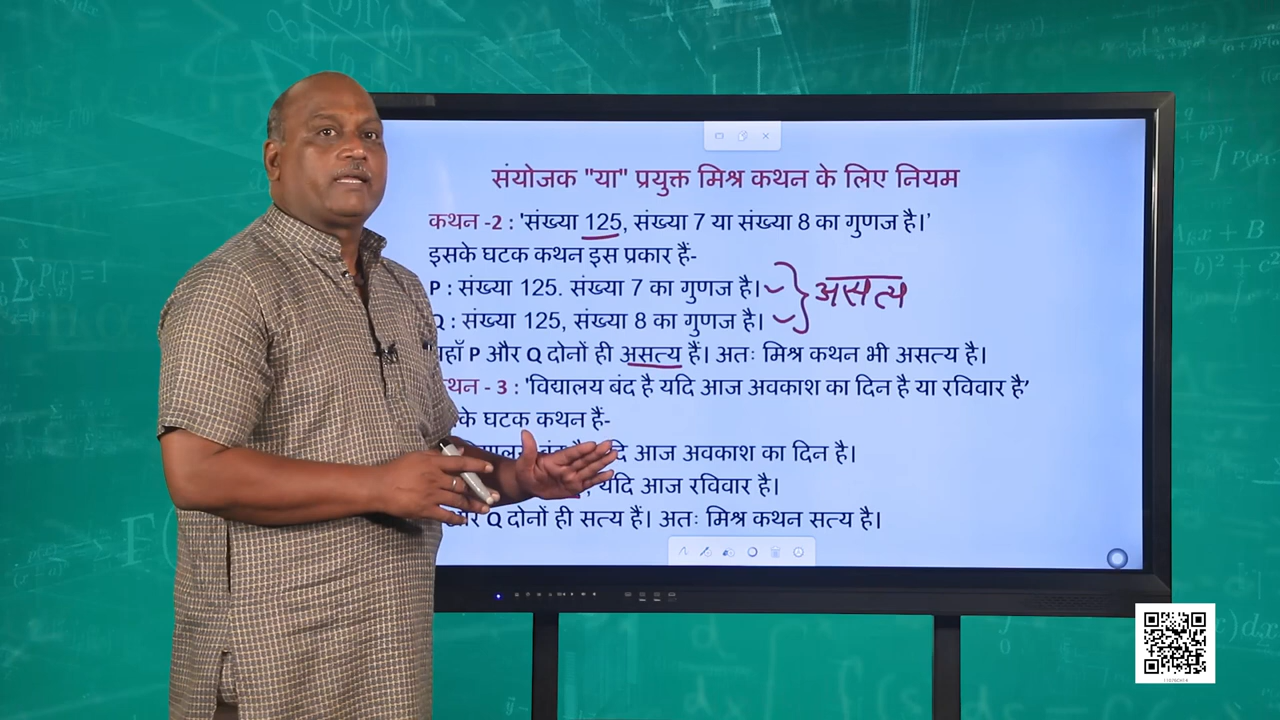 संयोजक "या" प्रयुक्त मिश्र कथन के लिए नियम
कथन -2 : 'संख्या 125, संख्या 7 या संख्या 8 का गुणज है।'
इसके घटक कथन इस प्रकार हैं-
P : संख्या 125. संख्या 7 का गुणज है।
असत्य
: संख्या 125, संख्या 8 का गुणज है।
P और Q दोनों ही असत्य हैं। अतः मिश्र कथन भी असत्य है।
- 3 : 'विद्यालय बंद है यदि आज अवकाश का दिन है या रविवार है'
के घटक कथन हैं-
आज अवकाश का दिन है।
यदि आज रविवार है।
और Q दोनों ही सत्य हैं। अतः मिश्र कथन सत्य है।